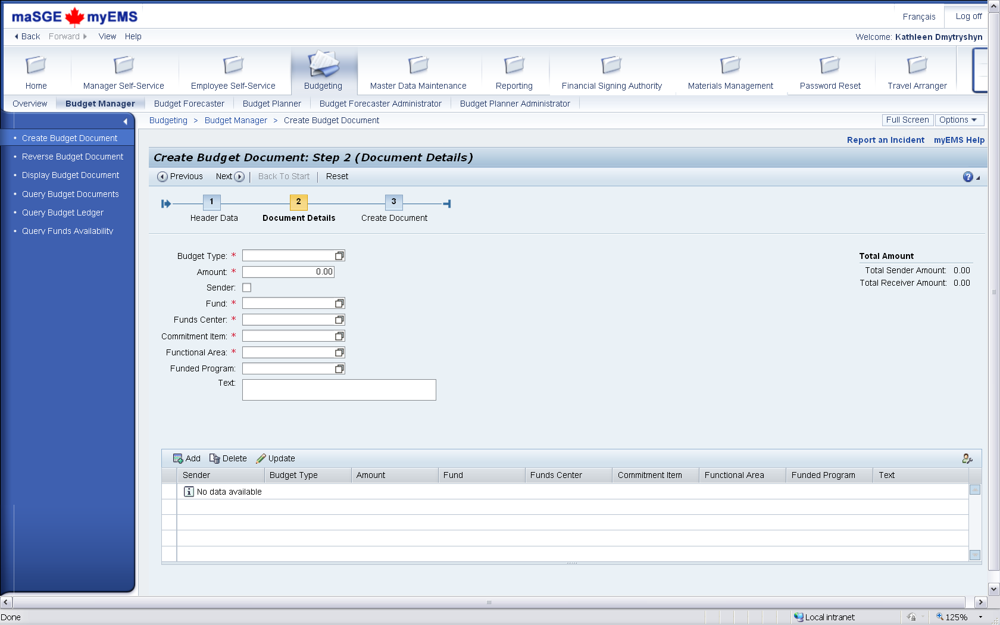 maSGE myEMS
Français
Log off
Back Forward View Help
Welcome: Kathleen Dmytryshyn
Home
Manager Self-Service
Employee Self-Service
Budgeting
Master Data Maintenance
Reporting
Financial Signing Authority
Materials Management
Password Reset
Travel Arranger
Overview
Budget Manager
Budget Forecaster
Budget Planner
Budget Forecaster Administrator
Budget Planner Administrator
Budgeting > Budget Manager > Create Budget Document
Full Screen
Options
• Create Budget Document
• Reverse Budget Document
• Display Budget Document
• Query Budget Documents
• Query Budget Ledger
• Query Funds Availability
Report an Incident myEMS Help
Create Budget Document: Step 2 (Document Details)
Previous Next | Back To Start | Reset
?
1
2
3
Header Data
Document Details
Create Document
Budget Type: *
Amount: * 0.00
Sender:
Fund: *
Funds Center: *
Commitment Item: *
Functional Area: *
Funded Program:
Text:
Total Amount
Total Sender Amount: 0.00
Total Receiver Amount: 0.00
Add Delete Update
Sender Budget Type Amount Fund Funds Center Commitment Item Functional Area Funded Program Text
No data available
Done
Local intranet
125%